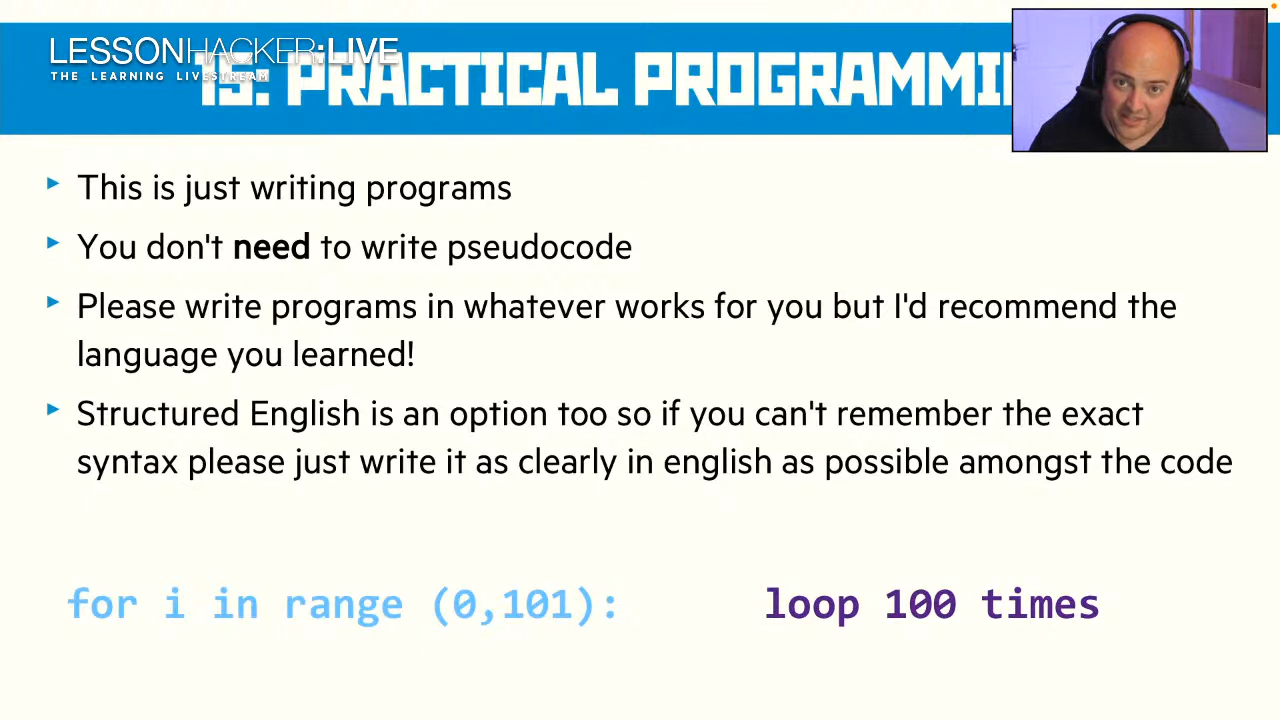 LESSONHACKER:LIVE
THE LEARNING LIVESTREAM
15: PRACTICAL
This is just writing programs
You don't need to write pseudocode
Please write programs in whatever works for you but I'd recommend the
language you learned!
Structured English is an option too so if you can't remember the exact
syntax please just write it as clearly in english as possible amongst the code
for i in range (0,101):
loop 100 times